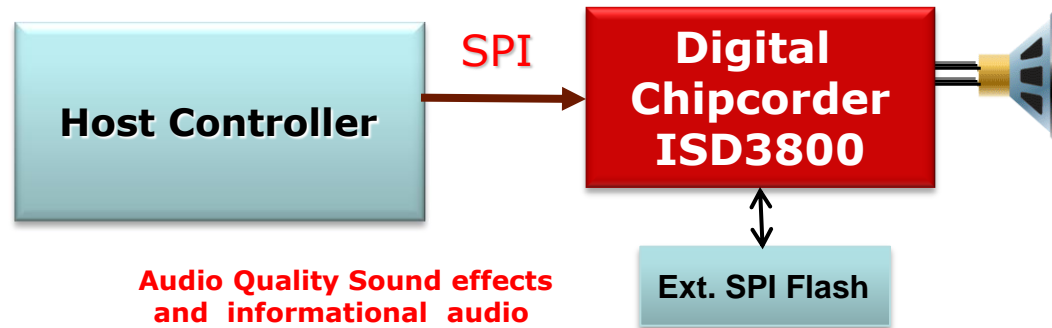 SPI
Host Controller
Digital
Chipcorder
ISD3800
Audio Quality Sound effects
and informational audio
Ext. SPI Flash